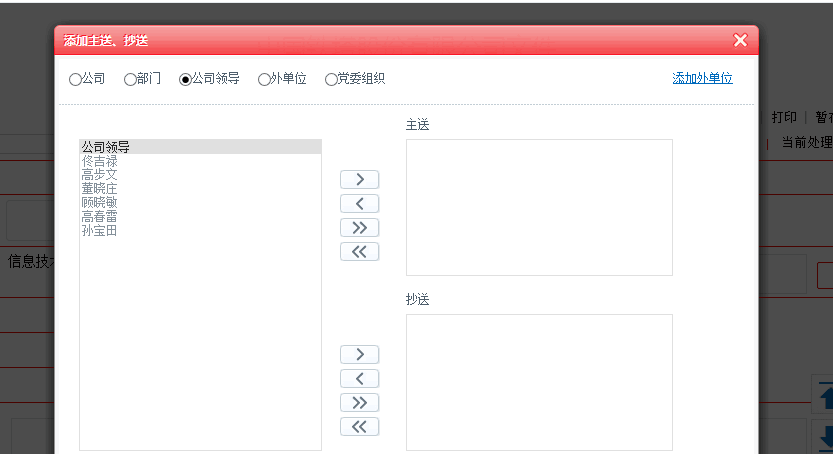 添加主送、抄送
公司 部门 公司领导 外单位 党委组织 添加外单位
打印 | 暂存
| 当前处理
主送
公司领导
佟吉禄
高步文
董晓庄
顾晓敏
高春雷
孙宝田
信息技
抄送